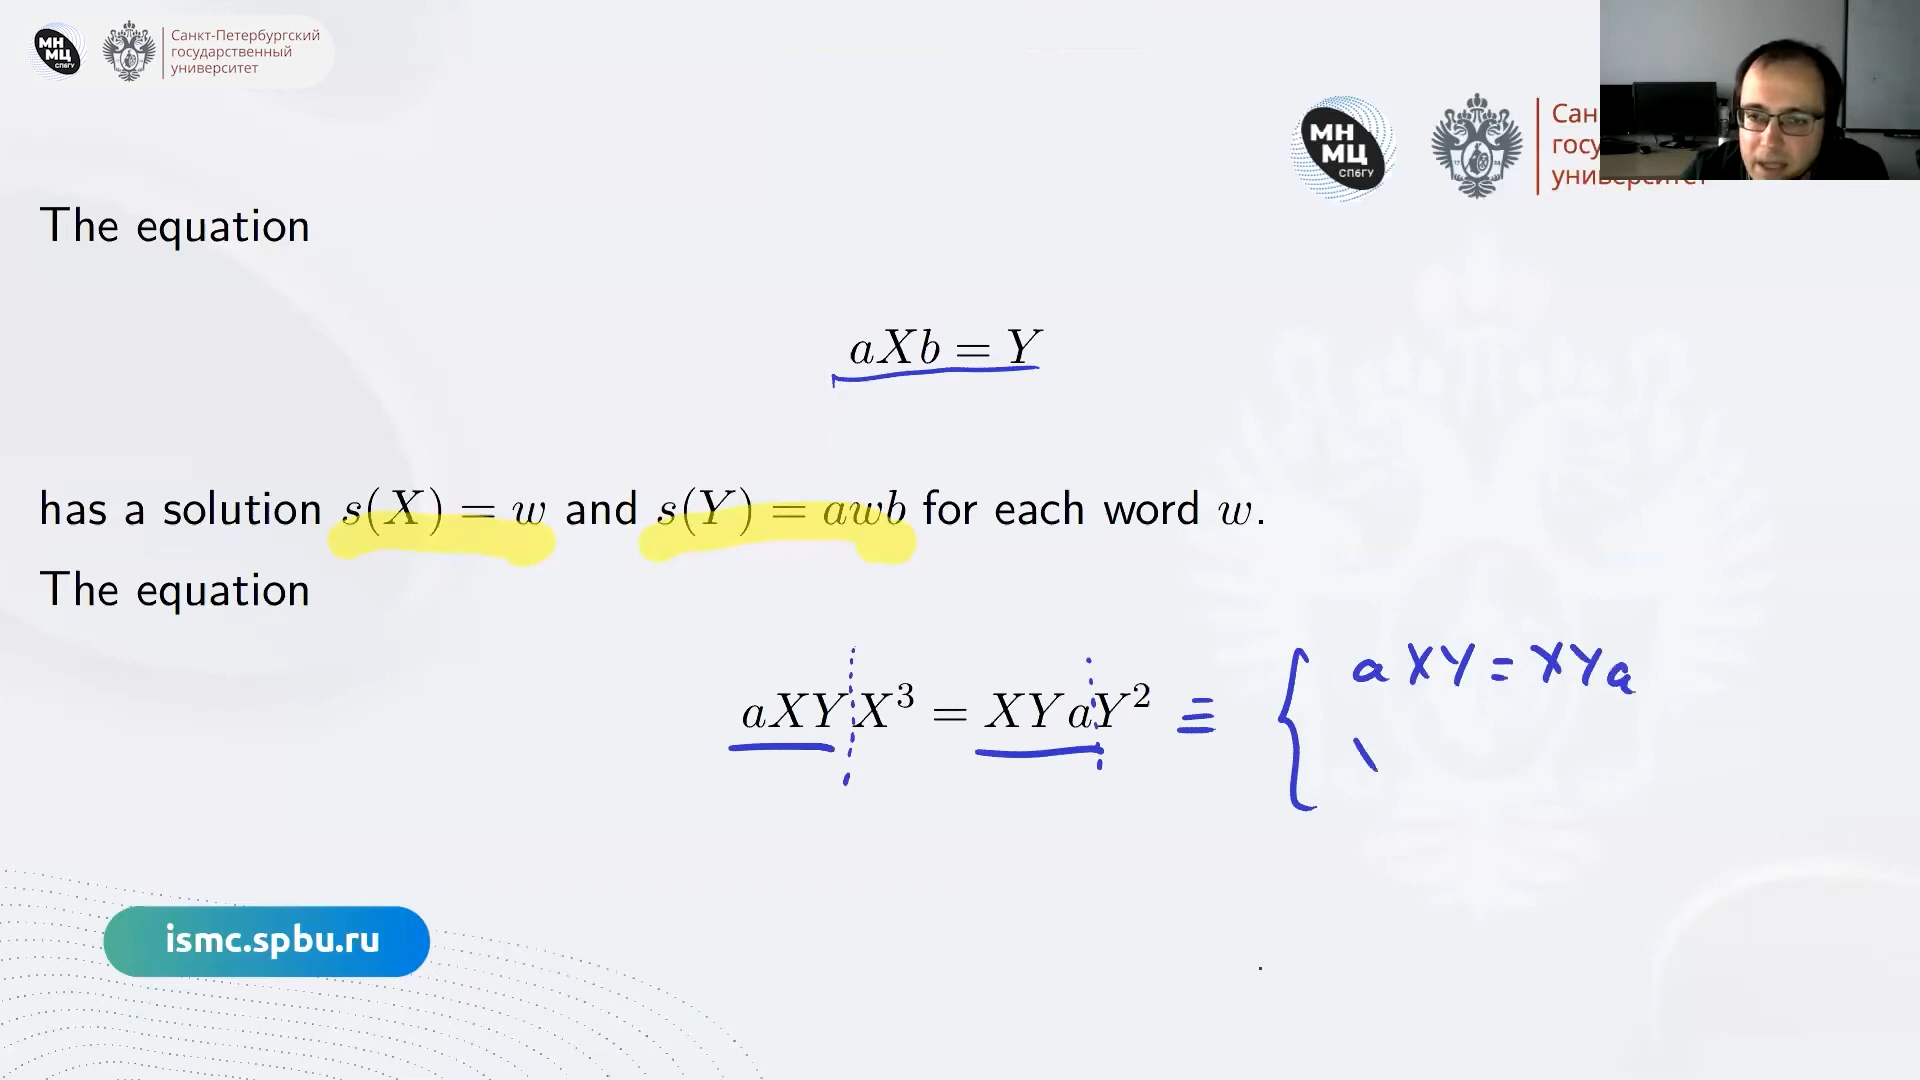 МН
МЦ
СПбГУ
Санкт-Петербургский
государственный
университет
МН
МЦ
СПбГУ
Сан
госу
университет
The equation
aXb = Y
has a solution s(X) = w and s(Y) = awb for each word w.
The equation
aXYX³ = XYaY² ≡ { aXY = XYa
\
ismc.spbu.ru